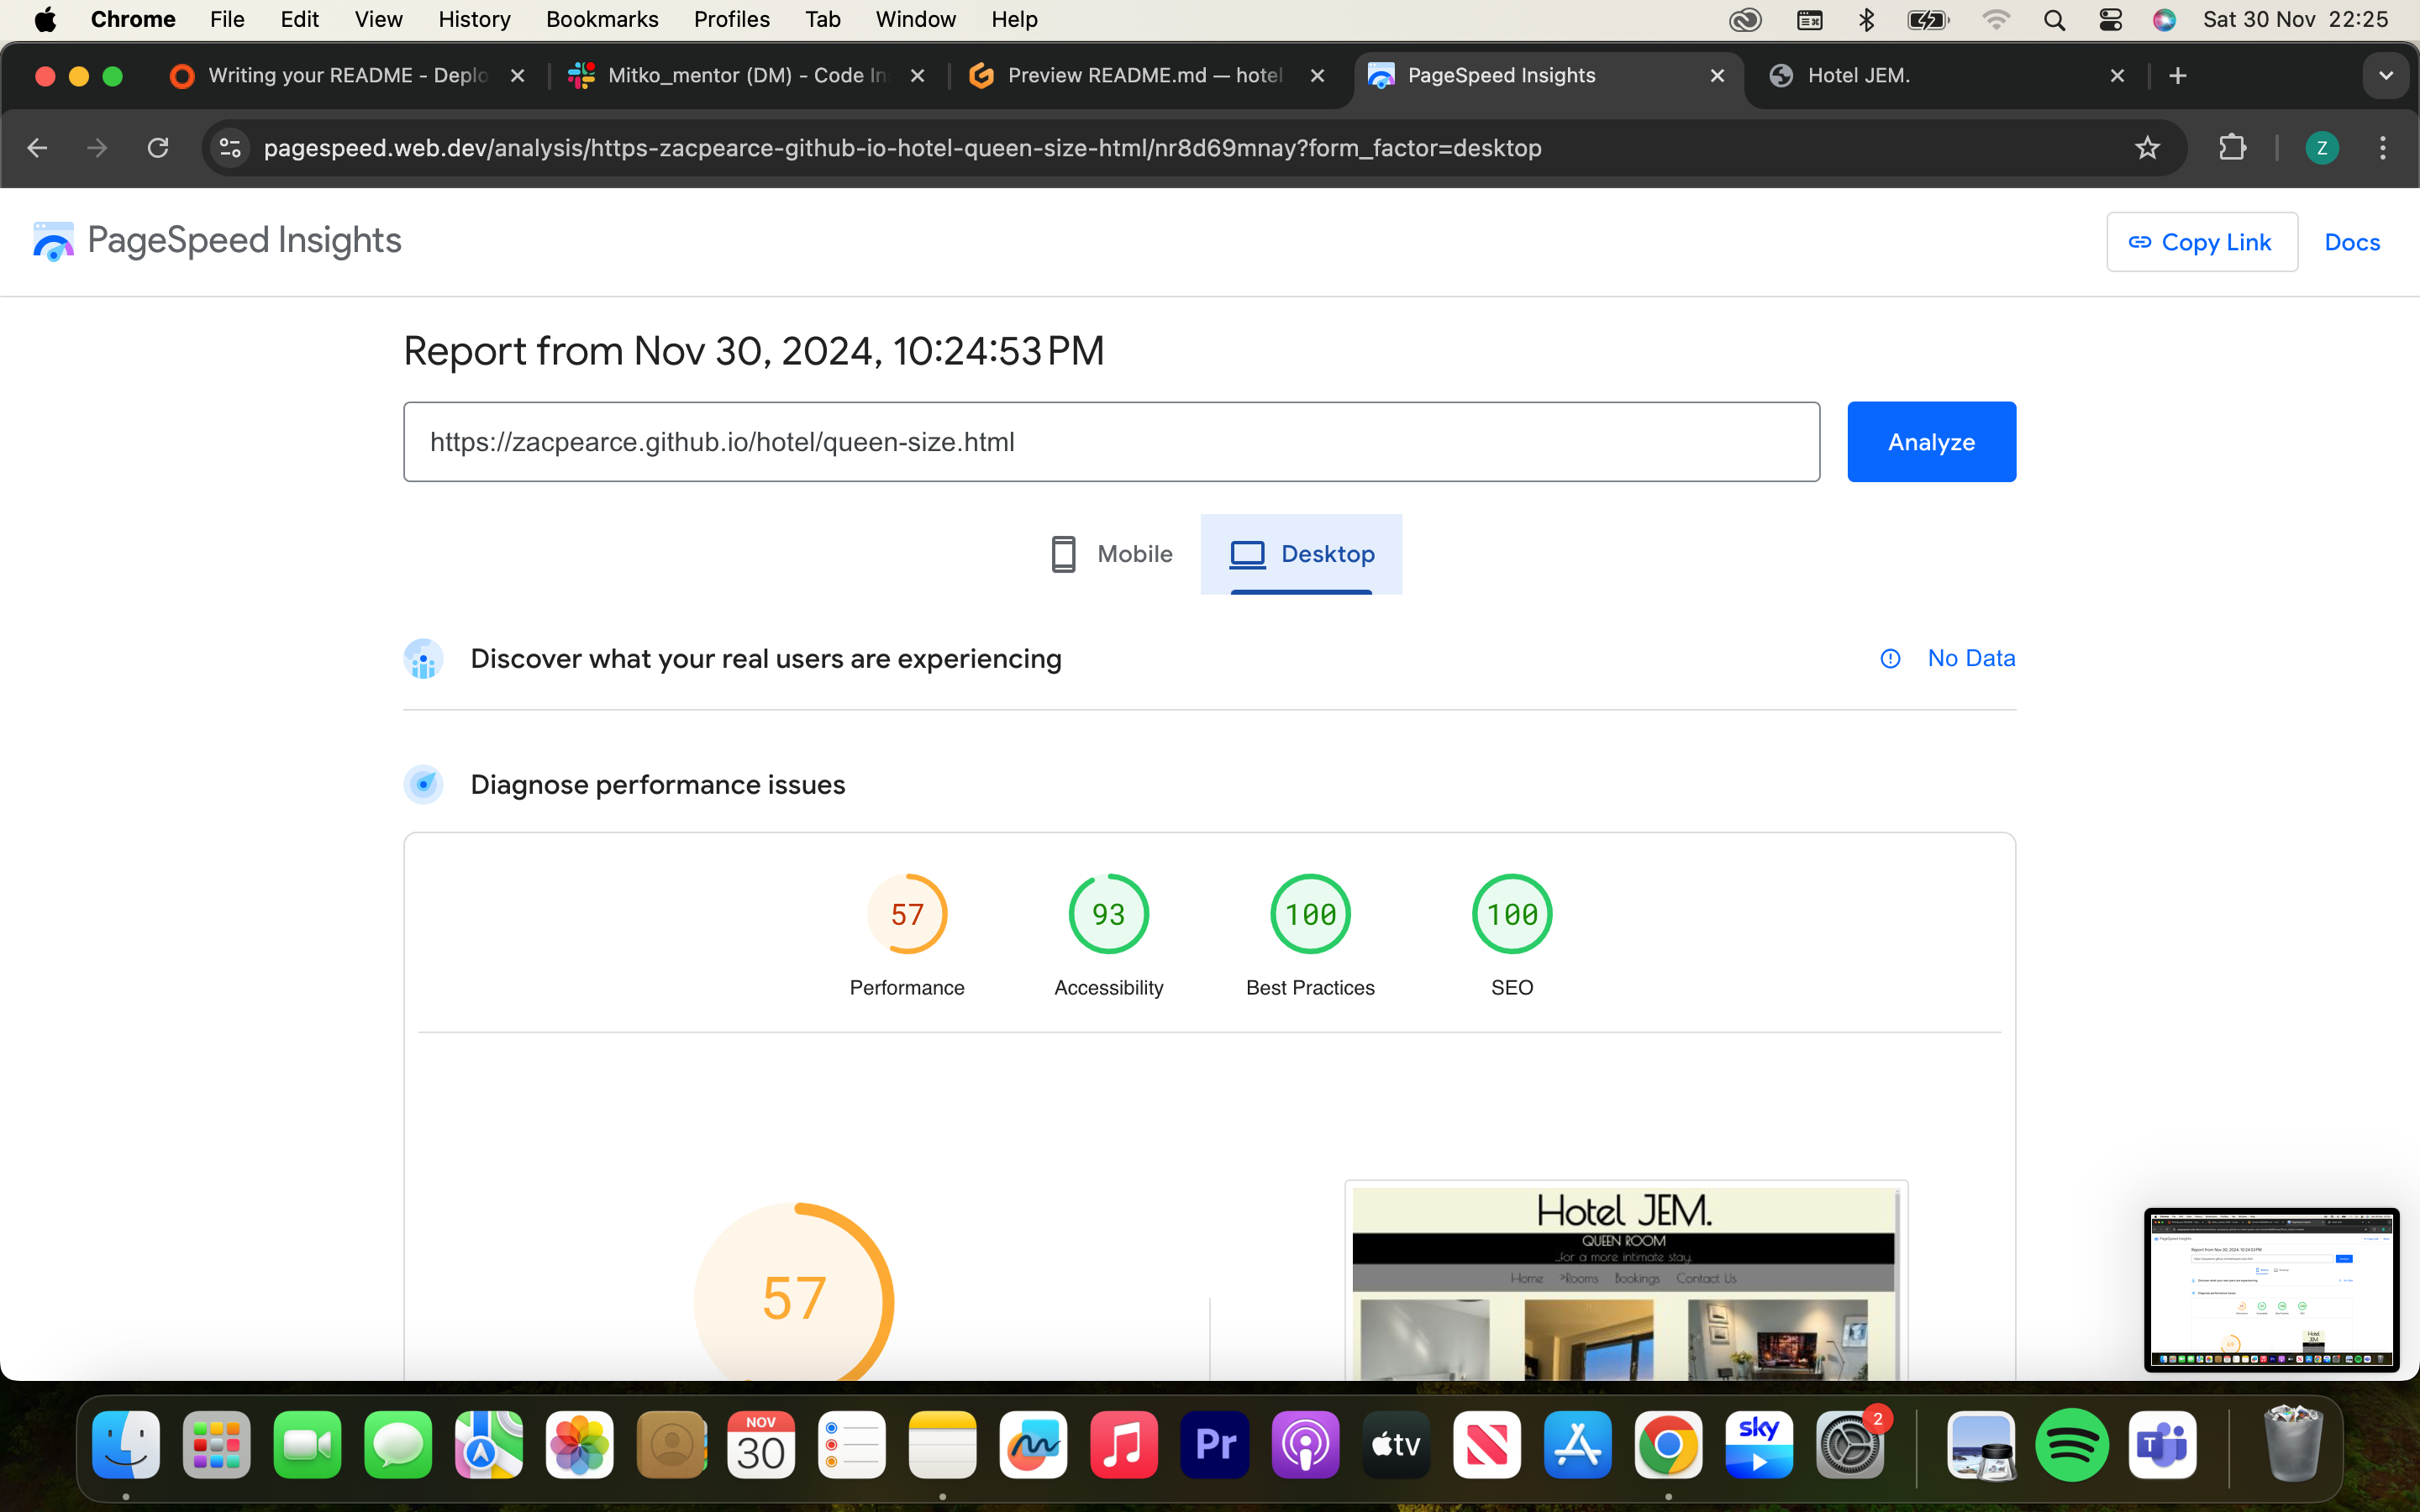 Chrome File Edit View History Bookmarks Profiles Tab Window Help Sat 30 Nov 22:25
Writing your README - Deplo Mitko_mentor (DM) - Code In Preview README.md — hotel PageSpeed Insights Hotel JEM.
pagespeed.web.dev/analysis/https-zacpearce-github-io-hotel-queen-size-html/nr8d69mnay?form_factor=desktop Z
PageSpeed Insights Copy Link Docs
Report from Nov 30, 2024, 10:24:53 PM
https://zacpearce.github.io/hotel/queen-size.html Analyze
Mobile Desktop
Discover what your real users are experiencing No Data
Diagnose performance issues
57 93 100 100
Performance Accessibility Best Practices SEO
Hotel JEM.
QUEEN ROOM
...for a more intimate stay.
Home >Rooms Bookings Contact Us
57
NOV
30
Pr
tv
sky
2
T